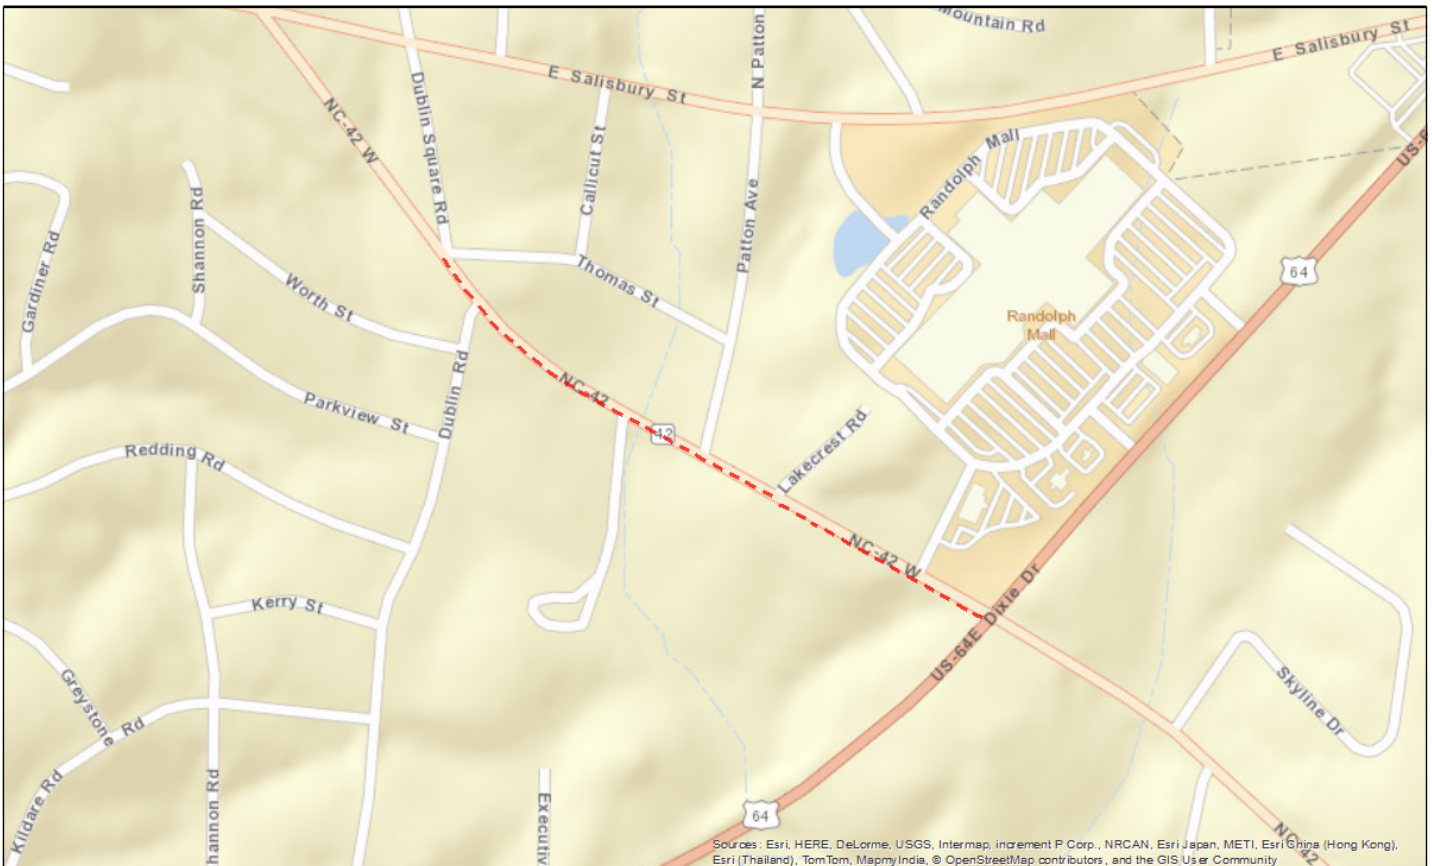 Mountain Rd
E Salisbury St
N Patton
E Salisbury St
NC-42 W
Dublin Square Rd
Callicut St
Randolph Mall
US-6
Shannon Rd
Gardiner Rd
Patton Ave
Thomas St
64
Worth St
Randolph
Mall
NC-42
Dublin Rd
Parkview St
42
Lakecrest Rd
Redding Rd
NC-42 W
Kerry St
US-64E Dixie Dr
Greystone Rd
Skyline Dr
Kildare Rd
hannon Rd
Executiv
64
NC-42
Sources: Esri, HERE, DeLorme, USGS, Intermap, increment P Corp., NRCAN, Esri Japan, METI, Esri China (Hong Kong),
Esri (Thailand), TomTom, MapmyIndia, © OpenStreetMap contributors, and the GIS User Community